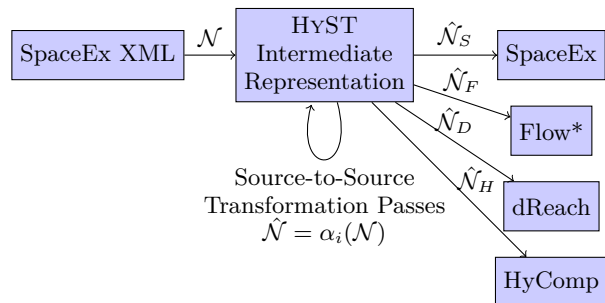 SpaceEx XML
𝒩
HYST
Intermediate
Representation
𝒩̂_S
SpaceEx
𝒩̂_F
Flow*
𝒩̂_D
dReach
𝒩̂_H
HyComp
Source-to-Source
Transformation Passes
𝒩̂ = α_i(𝒩)